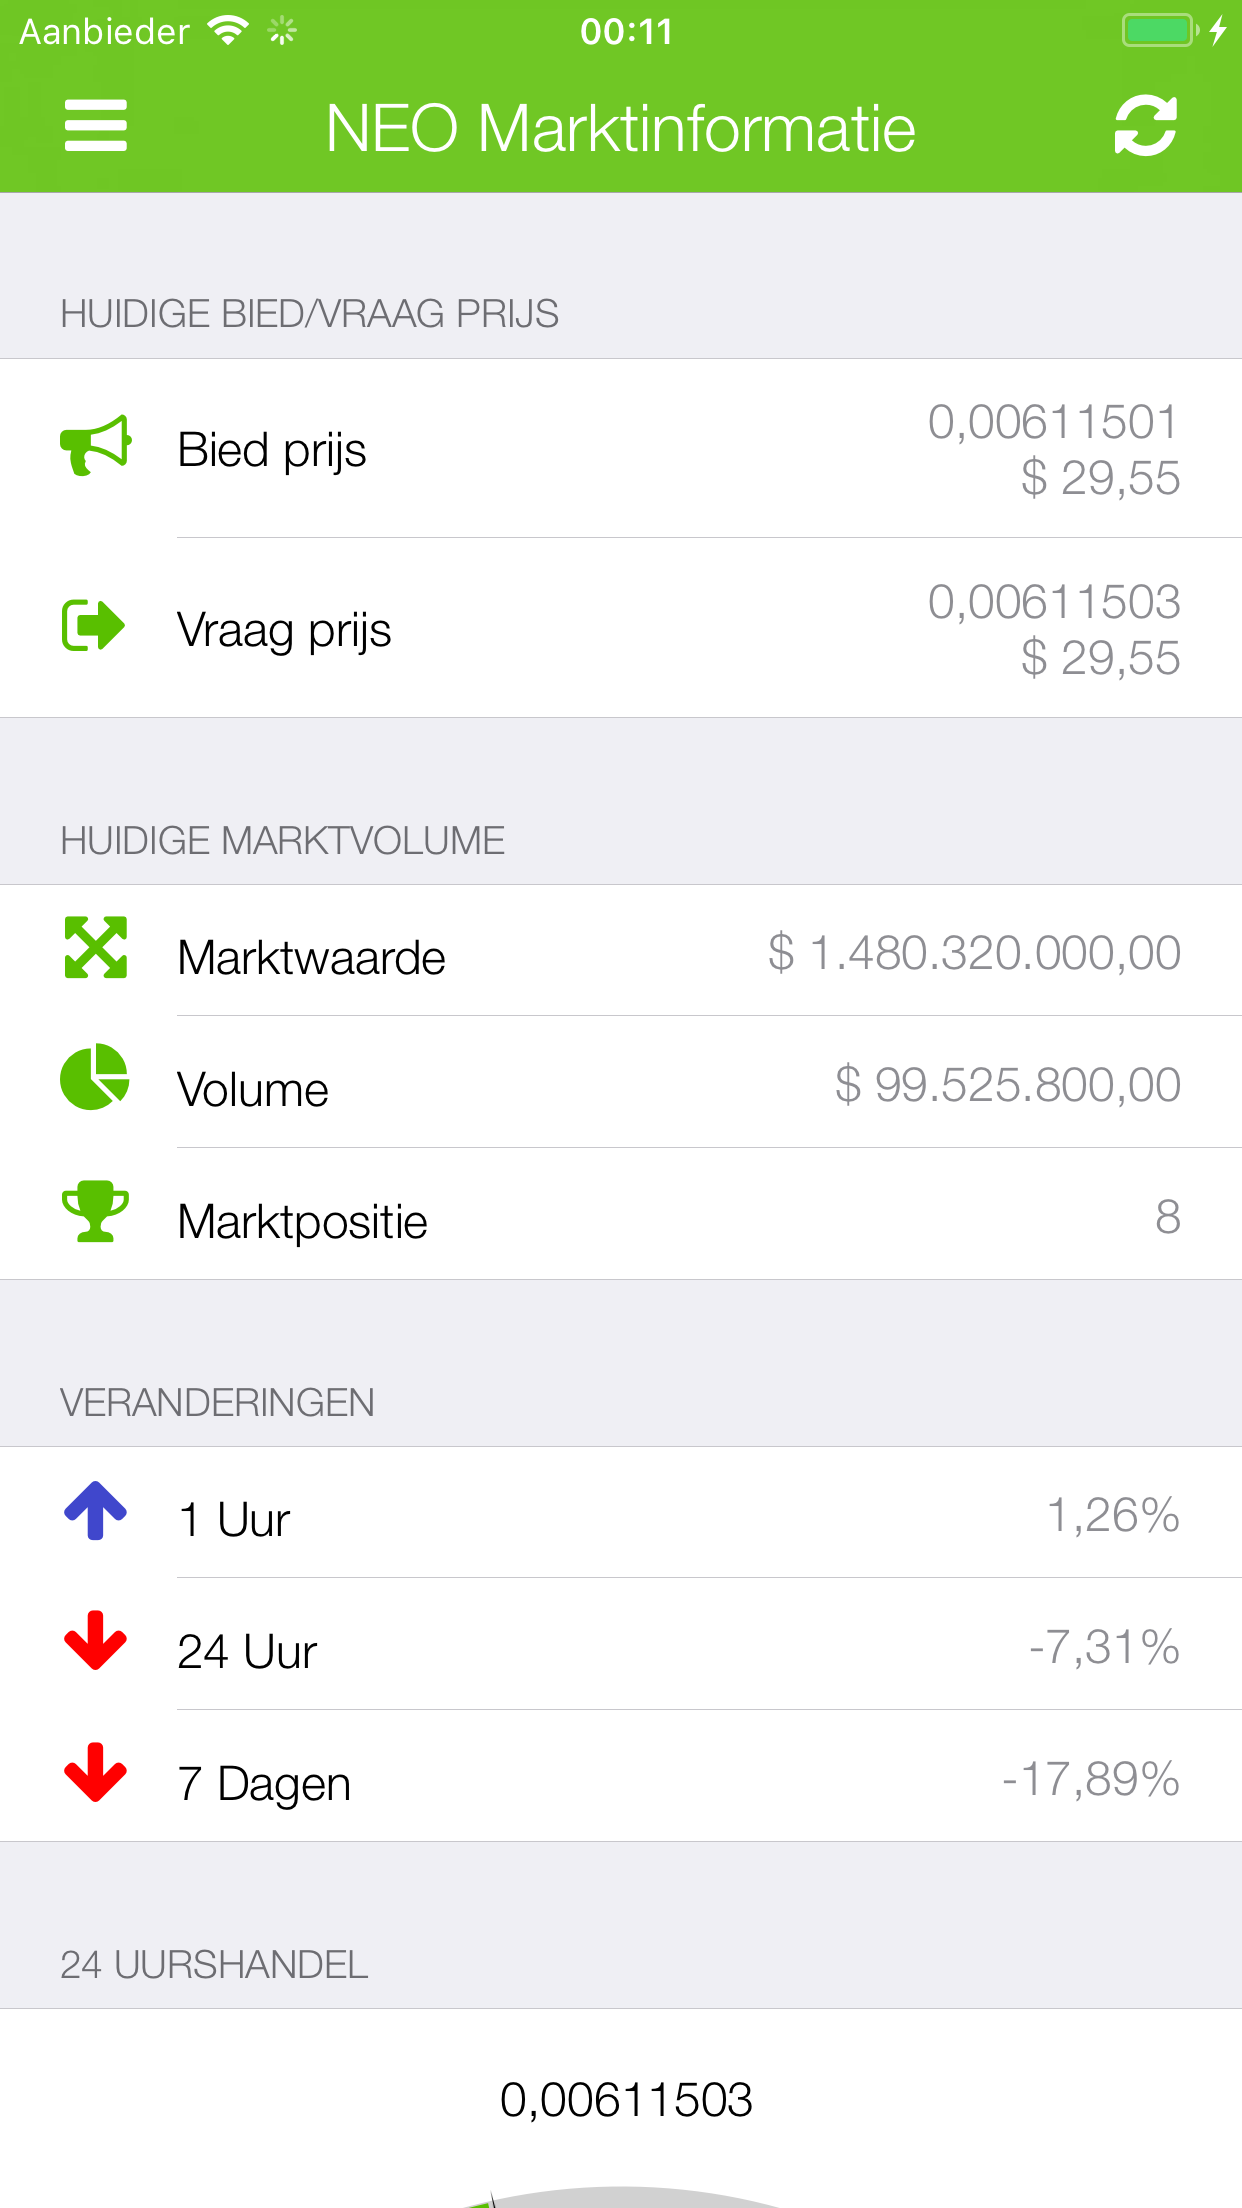 Aanbieder 00:11
NEO Marktinformatie
HUIDIGE BIED/VRAAG PRIJS
Bied prijs
0,00611501
$ 29,55
Vraag prijs
0,00611503
$ 29,55
HUIDIGE MARKTVOLUME
Marktwaarde $ 1.480.320.000,00
Volume $ 99.525.800,00
Marktpositie 8
VERANDERINGEN
1 Uur 1,26%
24 Uur -7,31%
7 Dagen -17,89%
24 UURSHANDEL
0,00611503